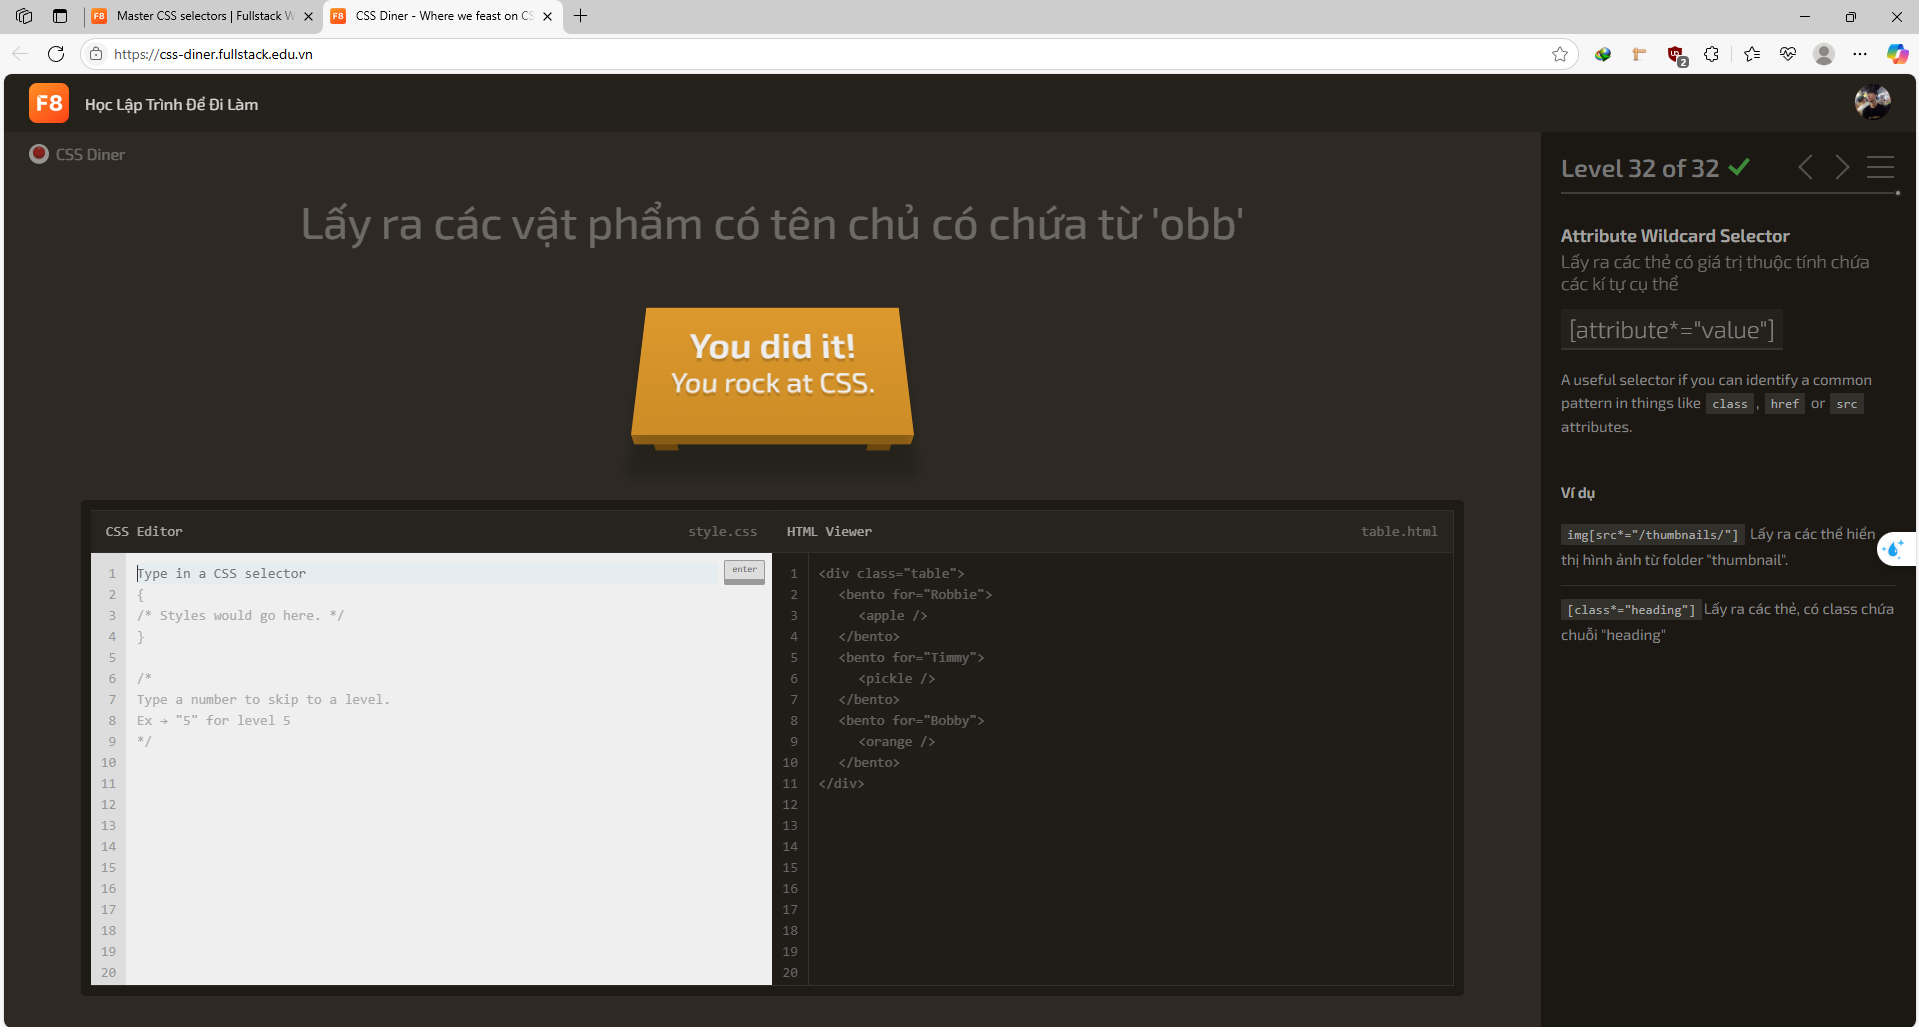 Master CSS selectors | Fullstack W
CSS Diner - Where we feast on CS
https://css-diner.fullstack.edu.vn
2
F8 Học Lập Trình Để Đi Làm
CSS Diner
Lấy ra các vật phẩm có tên chủ có chứa từ 'obb'
You did it!
You rock at CSS.
CSS Editor
style.css
enter
1 Type in a CSS selector
2 {
3 /* Styles would go here. */
4 }
5
6 /*
7 Type a number to skip to a level.
8 Ex → "5" for level 5
9 */
10
11
12
13
14
15
16
17
18
19
20
HTML Viewer
table.html
1 <div class="table">
2 <bento for="Robbie">
3 <apple />
4 </bento>
5 <bento for="Timmy">
6 <pickle />
7 </bento>
8 <bento for="Bobby">
9 <orange />
10 </bento>
11 </div>
12
13
14
15
16
17
18
19
20
Level 32 of 32
Attribute Wildcard Selector
Lấy ra các thẻ có giá trị thuộc tính chứa
các kí tự cụ thể
[attribute*="value"]
A useful selector if you can identify a common
pattern in things like class, href or src
attributes.
Ví dụ
img[src*="/thumbnails/"] Lấy ra các thể hiển
thị hình ảnh từ folder "thumbnail".
[class*="heading"] Lấy ra các thẻ, có class chứa
chuỗi "heading"